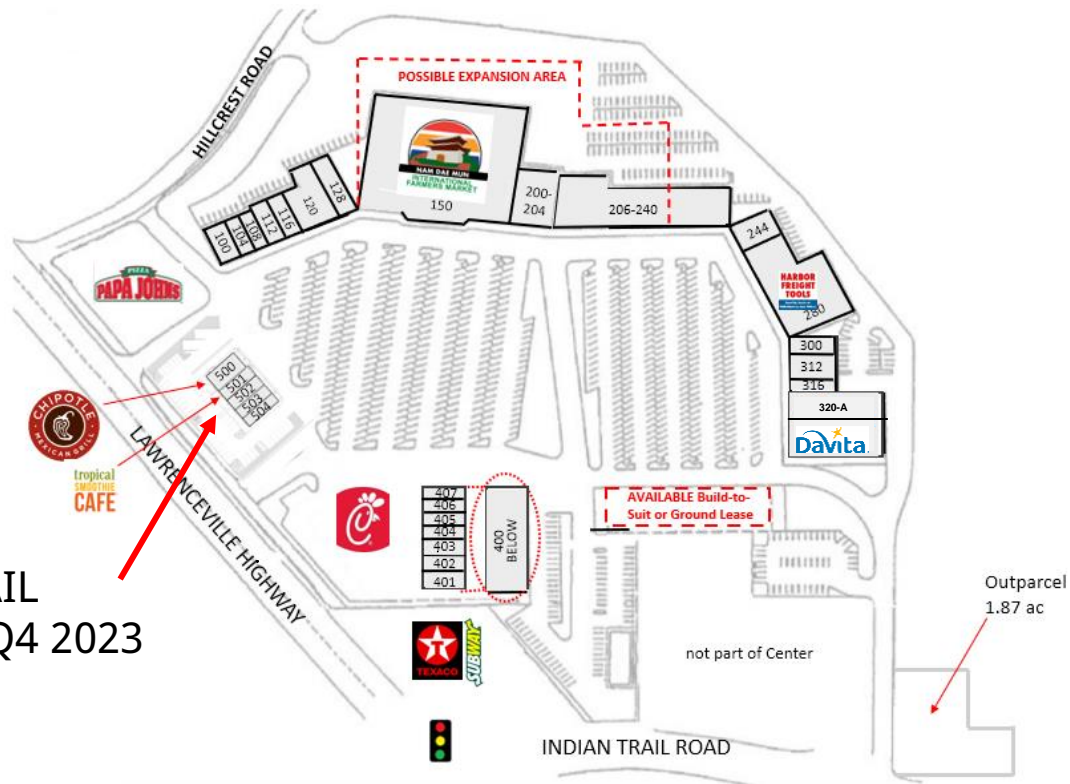 HILLCREST ROAD
POSSIBLE EXPANSION AREA
NAM DAE MUN
INTERNATIONAL
FARMERS MARKET
150
128
120
116
112
108
104
100
200-
204
206-240
244
HARBOR
FREIGHT
TOOLS
280
300
312
316
320-A
DaVita.
PIZZA
PAPA JOHNS
500
501
502
503
504
CHIPOTLE
MEXICAN GRILL
tropical
SMOOTHIE
CAFE
LAWRENCEVILLE HIGHWAY
407
406
405
404
403
402
401
400
BELOW
AVAILABLE Build-to-
Suit or Ground Lease
AIL
Q4 2023
Outparcel
1.87 ac
TEXACO
SUBWAY
not part of Center
INDIAN TRAIL ROAD